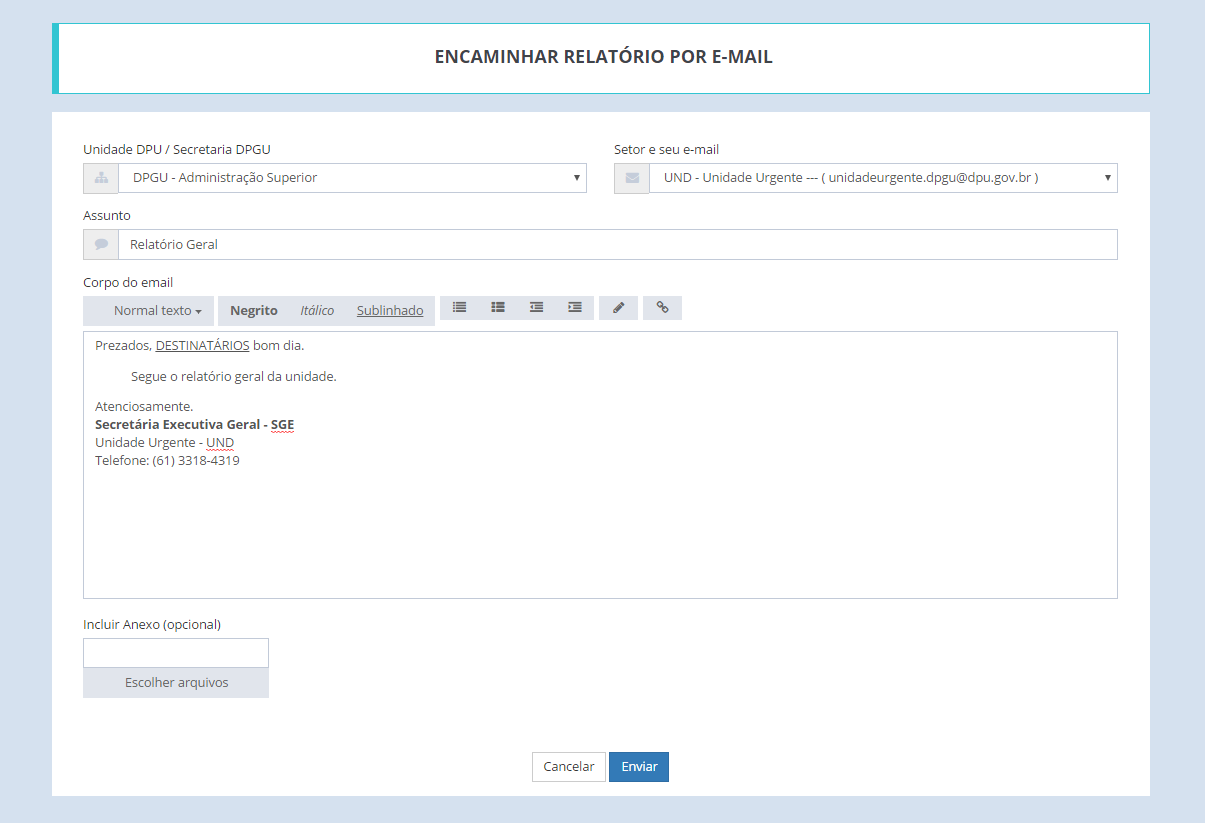 ENCAMINHAR RELATÓRIO POR E-MAIL
Unidade DPU / Secretaria DPGU
Setor e seu e-mail
DPGU - Administração Superior
UND - Unidade Urgente --- ( unidadeurgente.dpgu@dpu.gov.br )
Assunto
Relatório Geral
Corpo do email
Normal texto Negrito Itálico Sublinhado
Prezados, DESTINATÁRIOS bom dia.
Segue o relatório geral da unidade.
Atenciosamente.
Secretária Executiva Geral - SGE
Unidade Urgente - UND
Telefone: (61) 3318-4319
Incluir Anexo (opcional)
Escolher arquivos
Cancelar Enviar